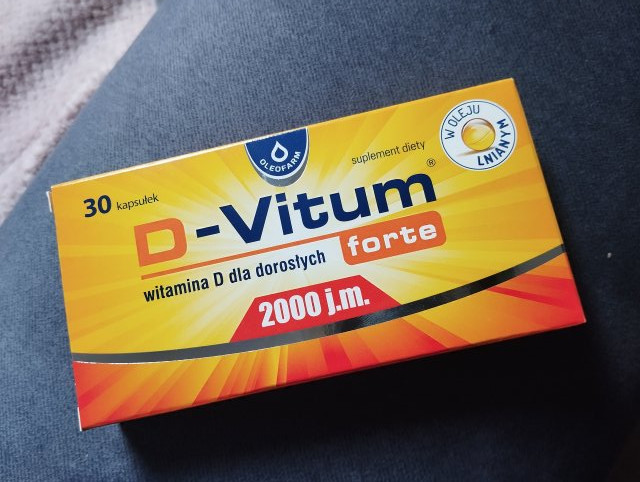 OLEOFARM
W OLEJU
LNIANYM
suplement diety
30 kapsułek
D-Vitum®
forte
witamina D dla dorosłych
2000 j.m.